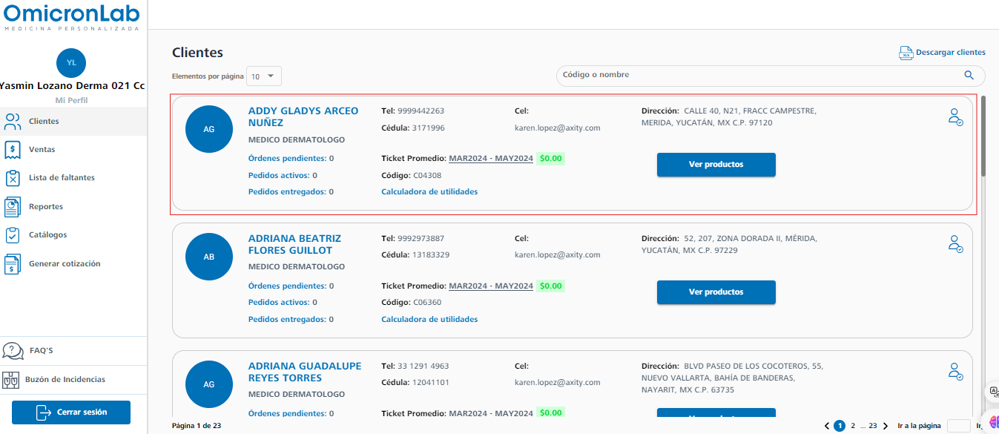 OmicronLab
MEDICINA PERSONALIZADA
YL
Yasmin Lozano Derma 021 Cc
Mi Perfil
Clientes
Ventas
Lista de faltantes
Reportes
Catálogos
Generar cotización
FAQ'S
Buzón de Incidencias
Cerrar sesión
Clientes
XLS
Descargar clientes
Elementos por página 10
Código o nombre
AG
ADDY GLADYS ARCEO
NUÑEZ
MEDICO DERMATOLOGO
Órdenes pendientes: 0
Pedidos activos: 0
Pedidos entregados: 0
Tel: 9999442263
Cédula: 3171996
Ticket Promedio: MAR2024 - MAY2024 $0.00
Código: C04308
Calculadora de utilidades
Cel:
karen.lopez@axity.com
Dirección: CALLE 40, N21, FRACC CAMPESTRE,
MERIDA, YUCATÁN, MX C.P. 97120
Ver productos
AB
ADRIANA BEATRIZ
FLORES GUILLOT
MEDICO DERMATOLOGO
Órdenes pendientes: 0
Pedidos activos: 0
Pedidos entregados: 0
Tel: 9992973887
Cédula: 13183329
Ticket Promedio: MAR2024 - MAY2024 $0.00
Código: C06360
Calculadora de utilidades
Cel:
karen.lopez@axity.com
Dirección: 52, 207, ZONA DORADA II, MÉRIDA,
YUCATÁN, MX C.P. 97229
Ver productos
AG
ADRIANA GUADALUPE
REYES TORRES
MEDICO DERMATOLOGO
Órdenes pendientes: 0
Tel: 33 1291 4963
Cédula: 12041101
Ticket Promedio: MAR2024 - MAY2024 $0.00
Cel:
karen.lopez@axity.com
Dirección: BLVD PASEO DE LOS COCOTEROS, 55,
NUEVO VALLARTA, BAHÍA DE BANDERAS,
NAYARIT, MX C.P. 63735
Página 1 de 23
1 2 ... 23
Ir a la página
Ir